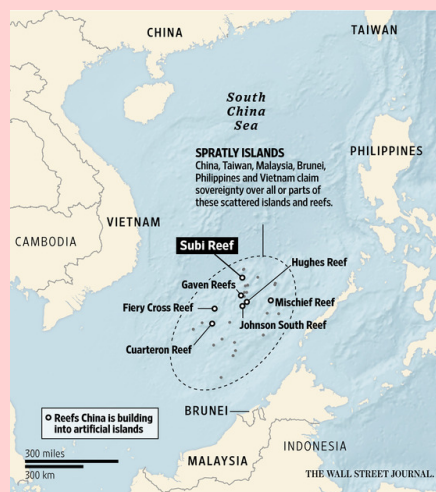 CHINA
TAIWAN
South
China
Sea
SPRATLY ISLANDS
China, Taiwan, Malaysia, Brunei,
Philippines and Vietnam claim
sovereignty over all or parts of
these scattered islands and reefs.
PHILIPPINES
VIETNAM
CAMBODIA
Subi Reef
Hughes Reef
Gaven Reefs
Mischief Reef
Fiery Cross Reef
Johnson South Reef
Cuarteron Reef
Reefs China is building
into artificial islands
BRUNEI
INDONESIA
MALAYSIA
300 miles
300 km
THE WALL STREET JOURNAL.